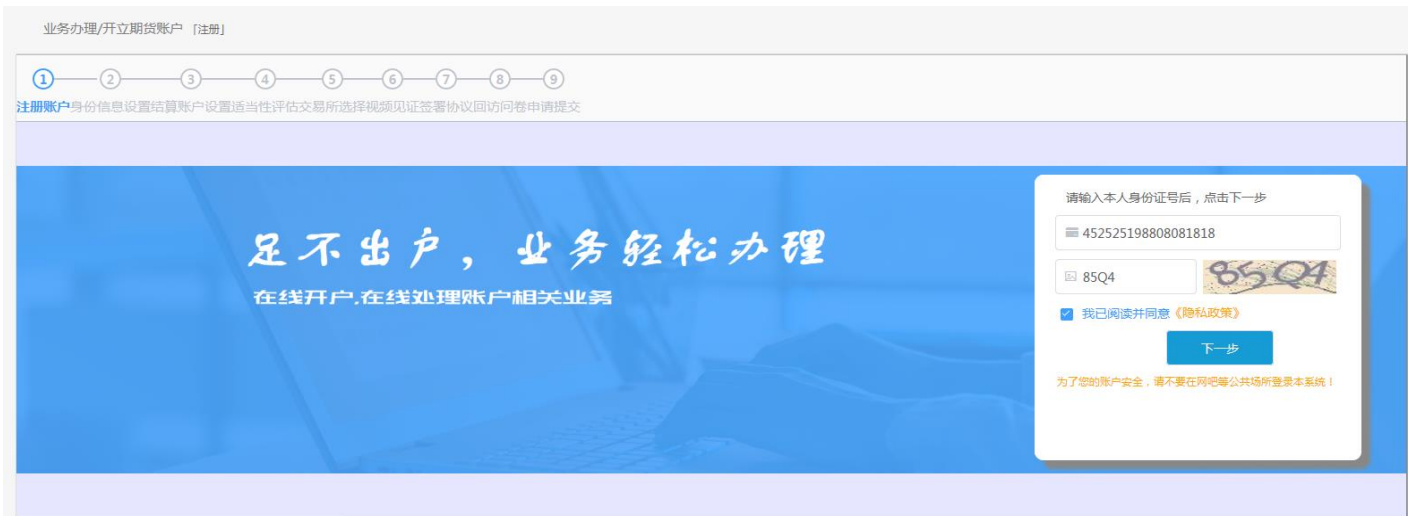 业务办理/开立期货账户「注册」
1 2 3 4 5 6 7 8 9
注册账户身份信息设置结算账户设置适当性评估交易所选择视频见证签署协议回访问卷申请提交
足不出户，业务轻松办理
在线开户.在线处理账户相关业务
请输入本人身份证号后，点击下一步
452525198808081818
85Q4 85Q4
我已阅读并同意《隐私政策》
下一步
为了您的账户安全，请不要在网吧等公共场所登录本系统！